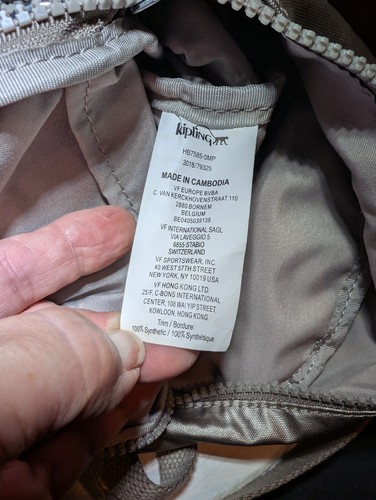 kipling
HB7585-0MP
3018/79325
MADE IN CAMBODIA
VF EUROPE BVBA
C. VAN KERCKHOVENSTRAAT 110
2880 BORNEM
BELGIUM
BE0405039138
VF INTERNATIONAL SAGL
VIA LAVEGGIO 5
6855-STABIO
SWITZERLAND
VF SPORTSWEAR, INC.
40 WEST 57TH STREET
NEW YORK, NY 10019 USA
VF HONG KONG LTD.
25/F, C-BONS INTERNATIONAL
CENTER, 108 WAI YIP STREET,
KOWLOON, HONG KONG
Trim / Bordure:
100% Synthetic / 100% Synthétique